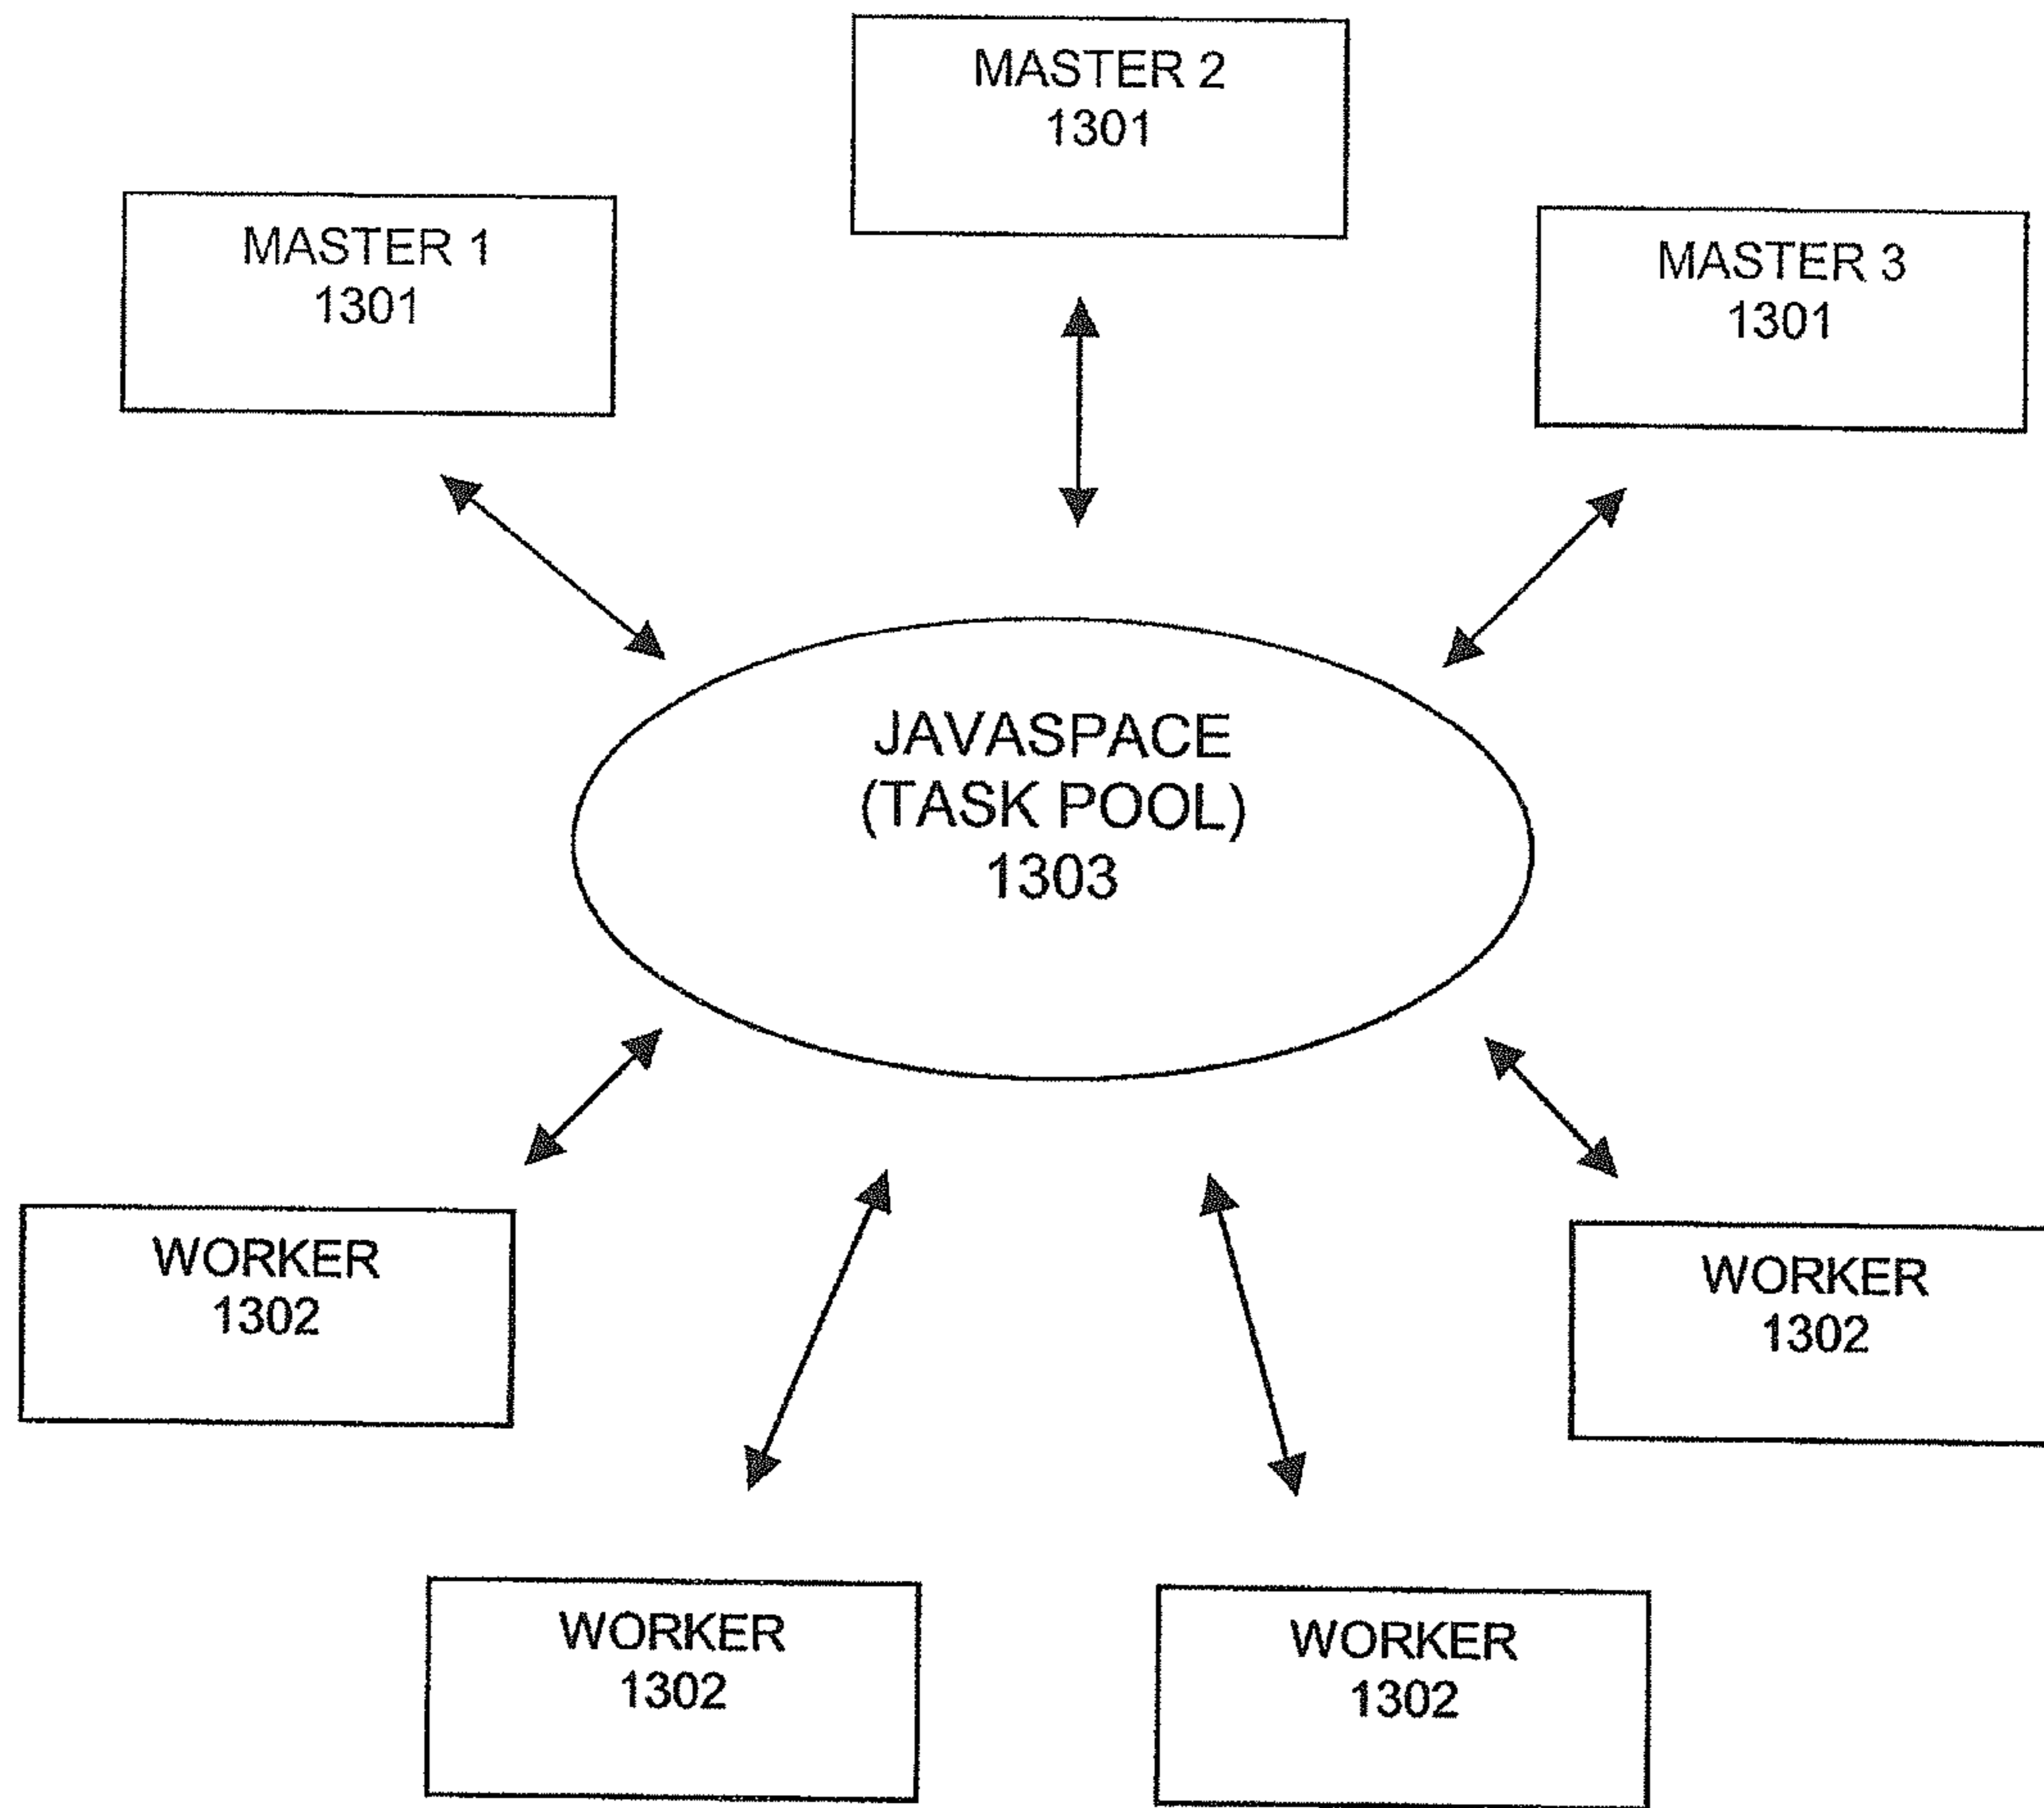 MASTER 2
1301
MASTER 1
1301
MASTER 3
1301
JAVASPACE
(TASK POOL)
1303
WORKER
1302
WORKER
1302
WORKER
1302
WORKER
1302